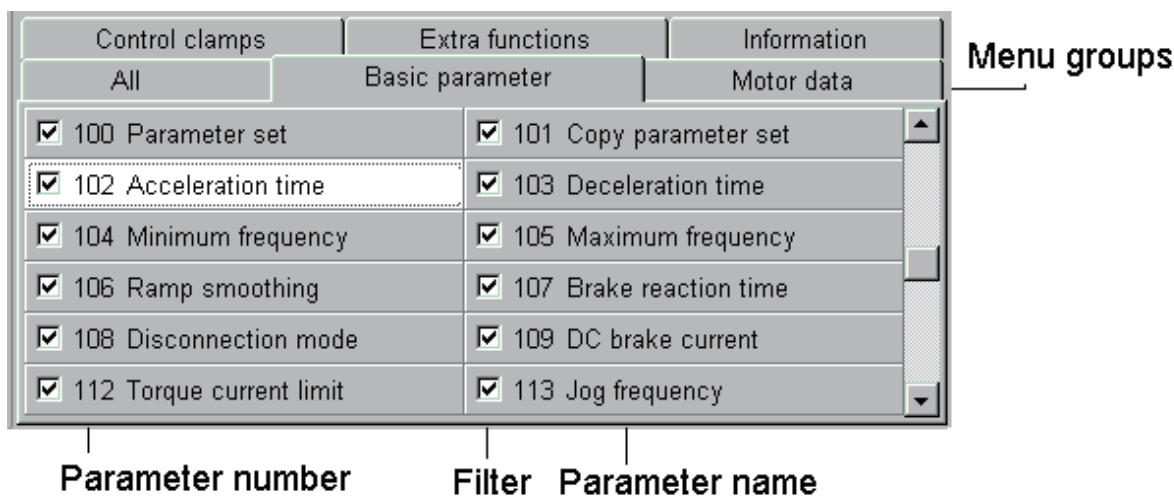 Control clamps Extra functions Information
Menu groups
All Basic parameter Motor data
100 Parameter set 101 Copy parameter set
102 Acceleration time 103 Deceleration time
104 Minimum frequency 105 Maximum frequency
106 Ramp smoothing 107 Brake reaction time
108 Disconnection mode 109 DC brake current
112 Torque current limit 113 Jog frequency
Parameter number Filter Parameter name